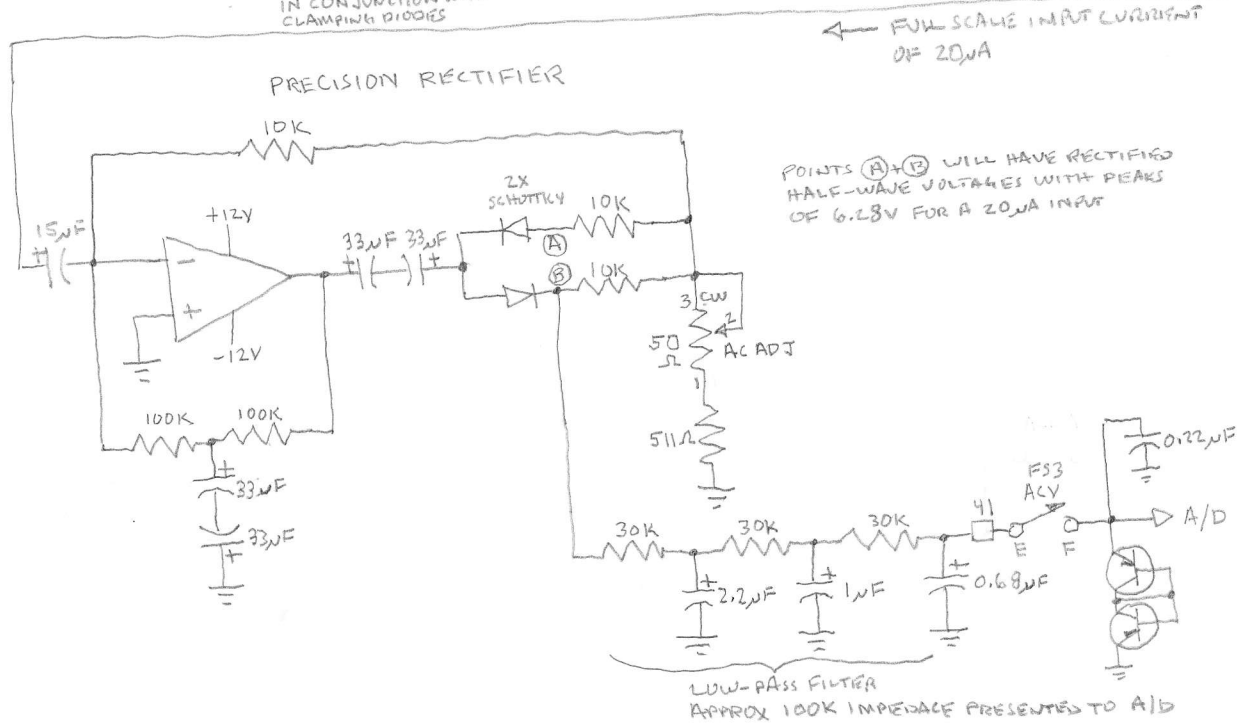 IN CONJUNCTION
CLAMPING DIODES
FULL SCALE INPUT CURRENT
OF 20µA
PRECISION RECTIFIER
10K
POINTS A + B WILL HAVE RECTIFIED
HALF-WAVE VOLTAGES WITH PEAKS
OF 6.28V FOR A 20µA INPUT
2X
SCHOTTKY
10K
+12V
15µF
+
33µF
33µF
+
+
A
B
10K
−
+
3
CW
2
50
Ω
AC ADJ
1
-12V
100K
100K
511Ω
+
33µF
33µF
+
0.22µF
FS3
ACV
41
A/D
E
F
30K
30K
30K
+
2.2µF
+
1µF
+
0.68µF
LOW-PASS FILTER
APPROX 100K IMPEDACE PRESENTED TO A/D